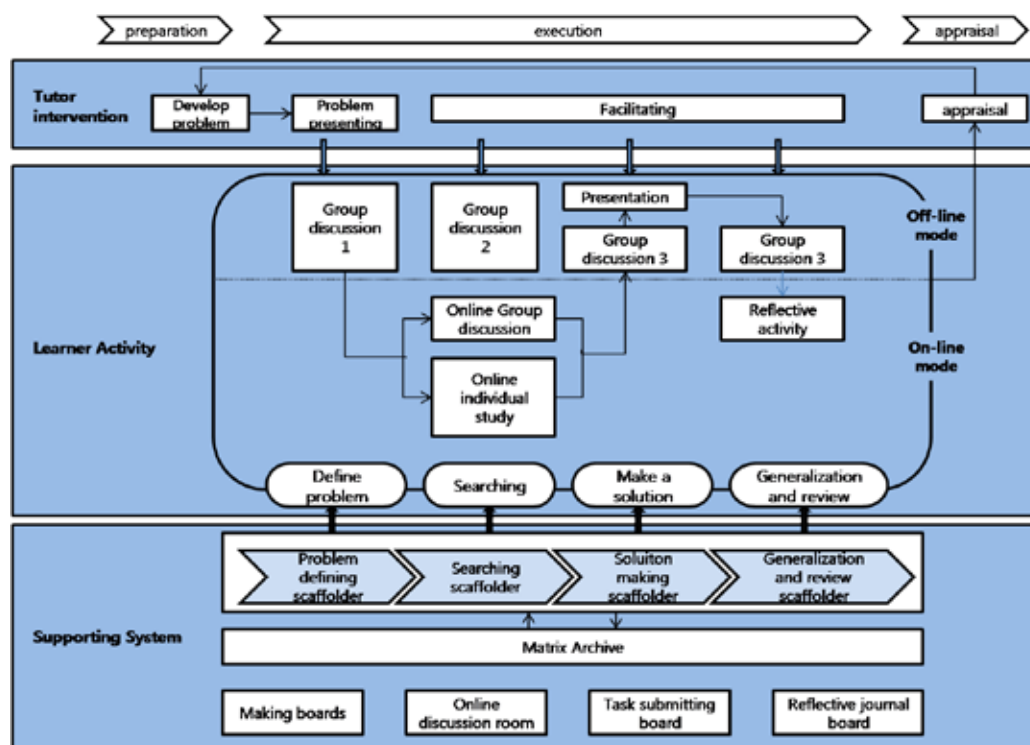 preparation
execution
appraisal
Tutor
intervention
Develop
problem
Problem
presenting
Facilitating
appraisal
Group
discussion
1
Group
discussion
2
Presentation
Group
discussion 3
Group
discussion 3
Off-line
mode
Learner Activity
Online Group
discussion
Online
individual
study
Reflective
activity
On-line
mode
Define
problem
Searching
Make a
solution
Generalization
and review
Supporting System
Problem
defining
scaffolder
Searching
scaffolder
Soluiton
making
scaffolder
Generalization
and review
scaffolder
Matrix Archive
Making boards
Online
discussion room
Task submitting
board
Reflective journal
board